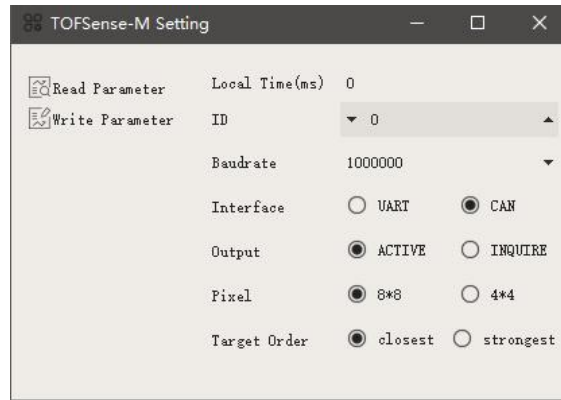 TOFSense-M Setting
Read Parameter
Write Parameter
Local Time(ms) 0
ID 0
Baudrate 1000000
Interface UART CAN
Output ACTIVE INQUIRE
Pixel 8*8 4*4
Target Order closest strongest